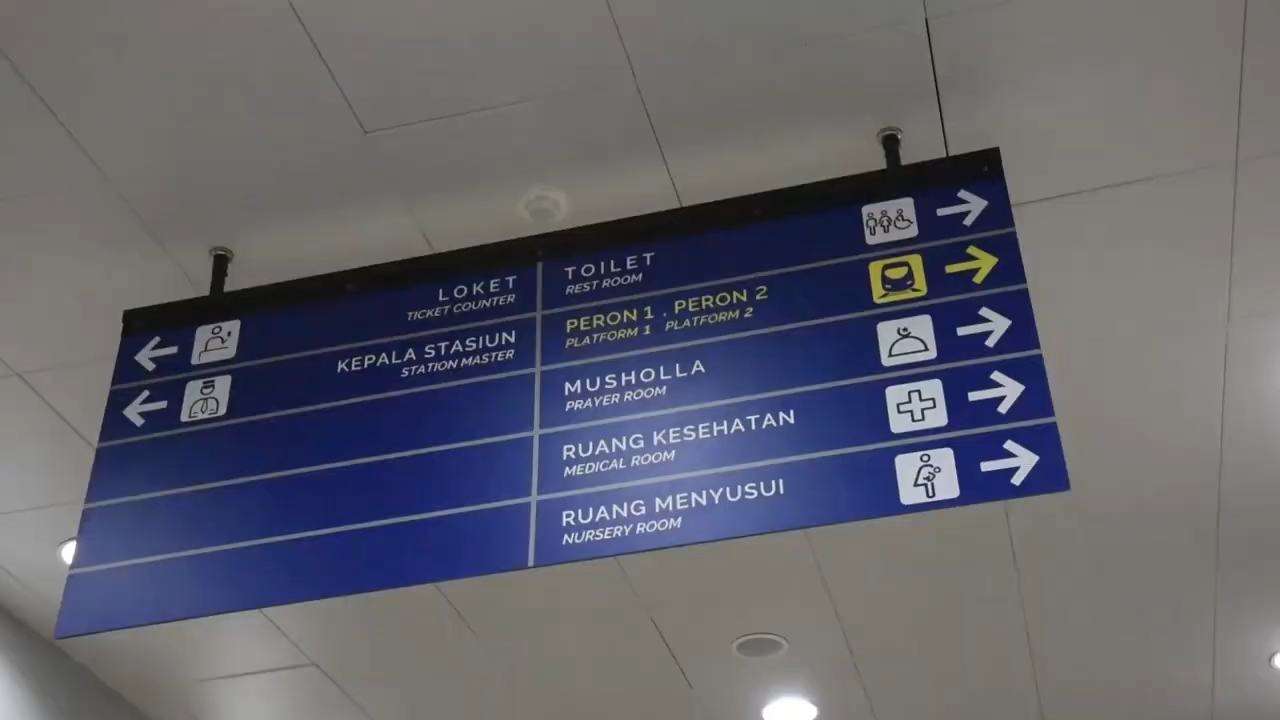 LOKET
TICKET COUNTER
KEPALA STASIUN
STATION MASTER
TOILET
REST ROOM
PERON 1 . PERON 2
PLATFORM 1 PLATFORM 2
MUSHOLLA
PRAYER ROOM
RUANG KESEHATAN
MEDICAL ROOM
RUANG MENYUSUI
NURSERY ROOM